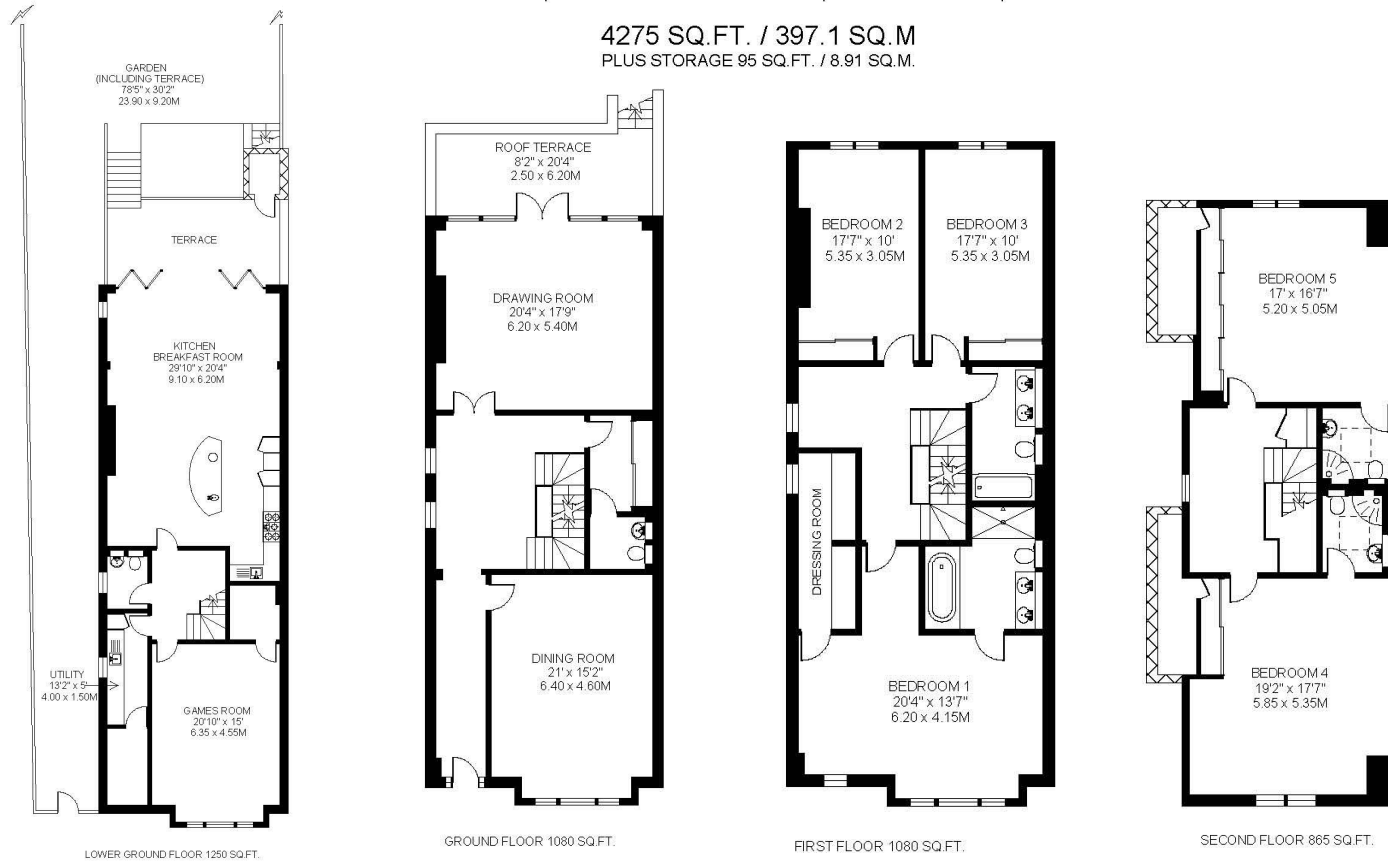 4275 SQ.FT. / 397.1 SQ.M
PLUS STORAGE 95 SQ.FT. / 8.91 SQ.M.
GARDEN
(INCLUDING TERRACE)
78'5" x 30'2"
23.90 x 9.20M
TERRACE
KITCHEN
BREAKFAST ROOM
29'10" x 20'4"
9.10 x 6.20M
UTILITY
13'2" x 5'
4.00 x 1.50M
GAMES ROOM
20'10" x 15'
6.35 x 4.55M
LOWER GROUND FLOOR 1250 SQ.FT.
ROOF TERRACE
8'2" x 20'4"
2.50 x 6.20M
DRAWING ROOM
20'4" x 17'9"
6.20 x 5.40M
DINING ROOM
21' x 15'2"
6.40 x 4.60M
GROUND FLOOR 1080 SQ.FT.
BEDROOM 2
17'7" x 10'
5.35 x 3.05M
BEDROOM 3
17'7" x 10'
5.35 x 3.05M
DRESSING ROOM
BEDROOM 1
20'4" x 13'7"
6.20 x 4.15M
FIRST FLOOR 1080 SQ.FT.
BEDROOM 5
17' x 16'7"
5.20 x 5.05M
BEDROOM 4
19'2" x 17'7"
5.85 x 5.35M
SECOND FLOOR 865 SQ.FT.